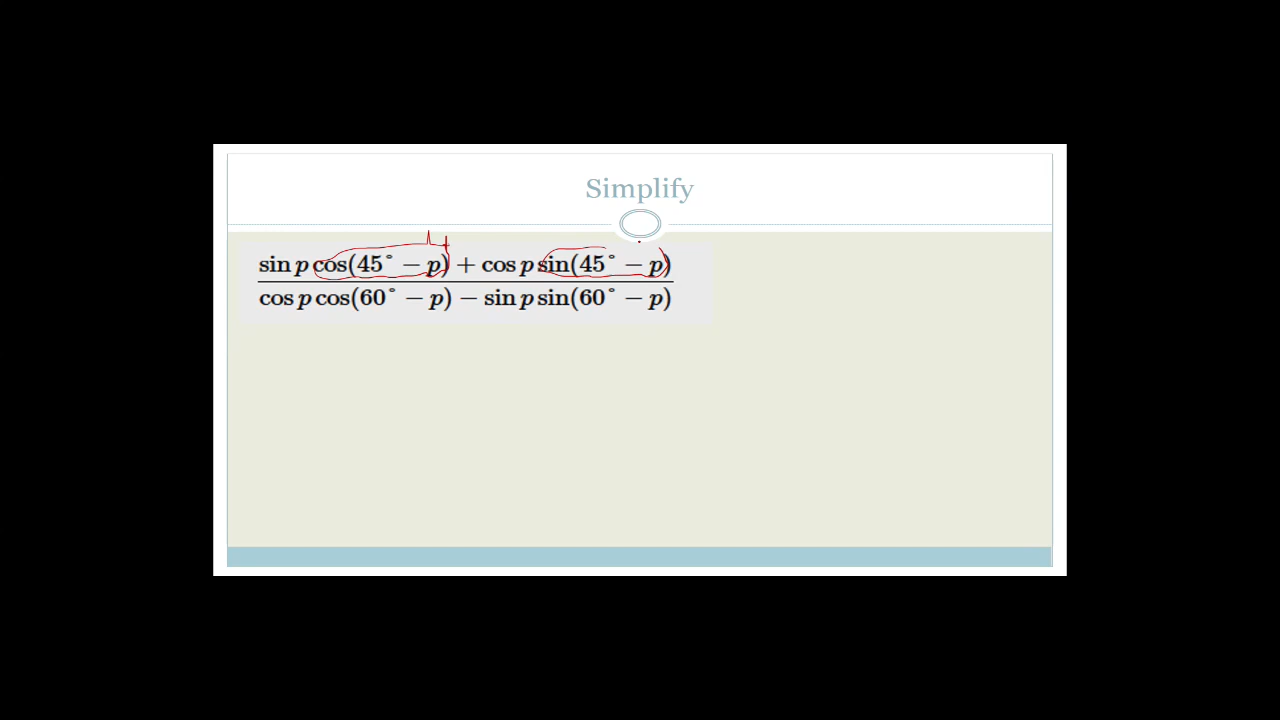 Simplify
sin p cos(45° − p) + cos p sin(45° − p)
cos p cos(60° − p) − sin p sin(60° − p)